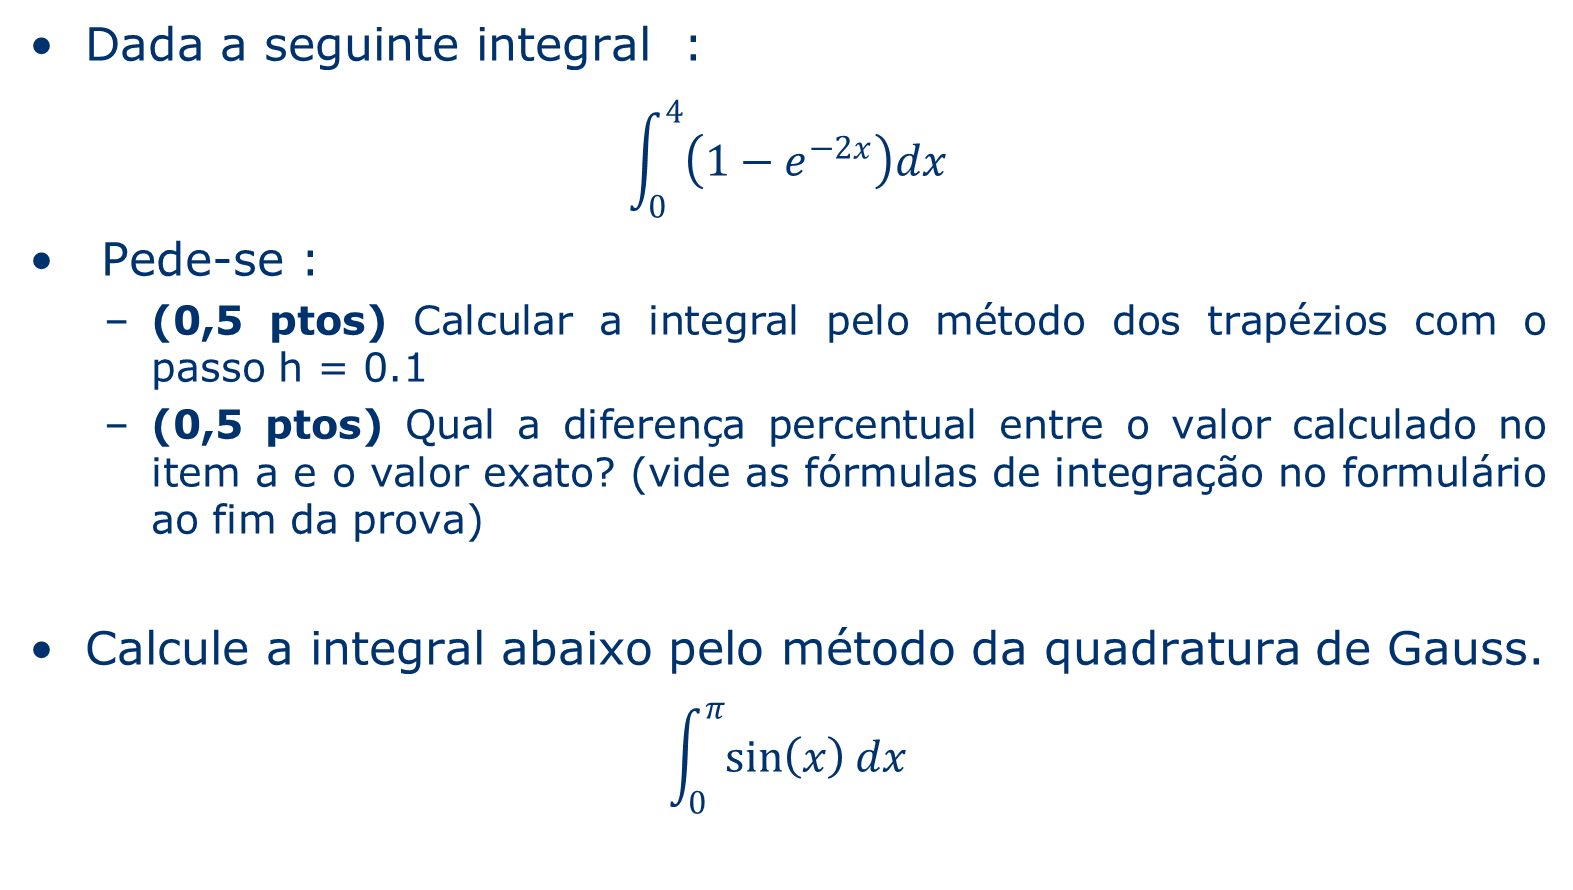 • Dada a seguinte integral :
∫₀⁴(1 − e⁻²ˣ)dx
• Pede-se :
– (0,5 ptos) Calcular a integral pelo método dos trapézios com o
passo h = 0.1
– (0,5 ptos) Qual a diferença percentual entre o valor calculado no
item a e o valor exato? (vide as fórmulas de integração no formulário
ao fim da prova)
• Calcule a integral abaixo pelo método da quadratura de Gauss.
∫₀^π sin(x) dx